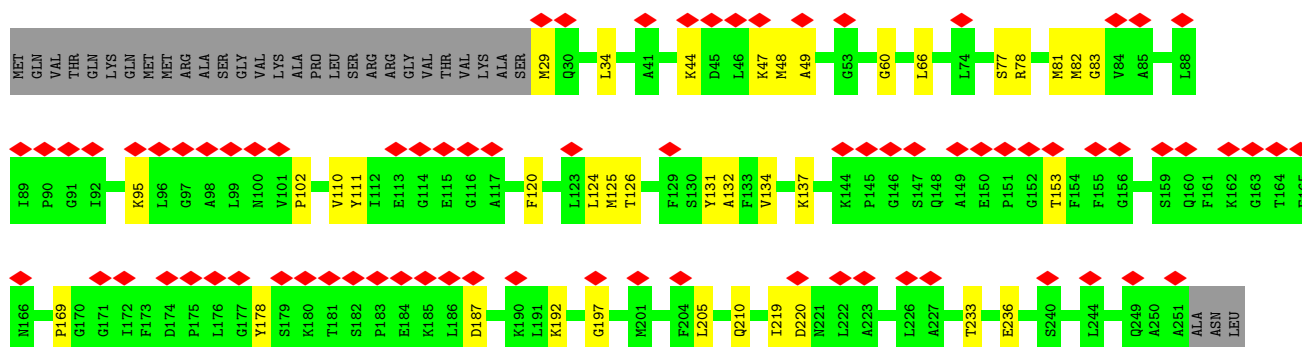 MET GLN VAL THR GLN LYS GLN MET MET ARG ALA SER GLY VAL LYS ALA PRO LEU SER ARG ARG GLY VAL THR VAL LYS ALA SER M29 Q30 L34 A41 K44 D45 L46 K47 M48 A49 G53 G60 L66 L74 S77 R78 M81 M82 G83 V84 A85 L88
I89 P90 G91 I92 K95 L96 G97 A98 L99 N100 V101 P102 V110 Y111 I112 E113 G114 E115 G116 A117 F120 L123 L124 M125 T126 F129 S130 Y131 A132 F133 V134 K137 K144 P145 G146 S147 Q148 A149 E150 P151 G152 T153 F154 F155 G156 S159 Q160 F161 K162 G163 T164
N166 P169 G170 G171 I172 F173 D174 P175 L176 G177 Y178 S179 K180 T181 S182 P183 E184 K185 L186 D187 K190 L191 K192 G197 M201 F204 L205 Q210 I219 D220 N221 L222 A223 L226 A227 T233 E236 S240 L244 Q249 A250 A251 ALA ASN LEU